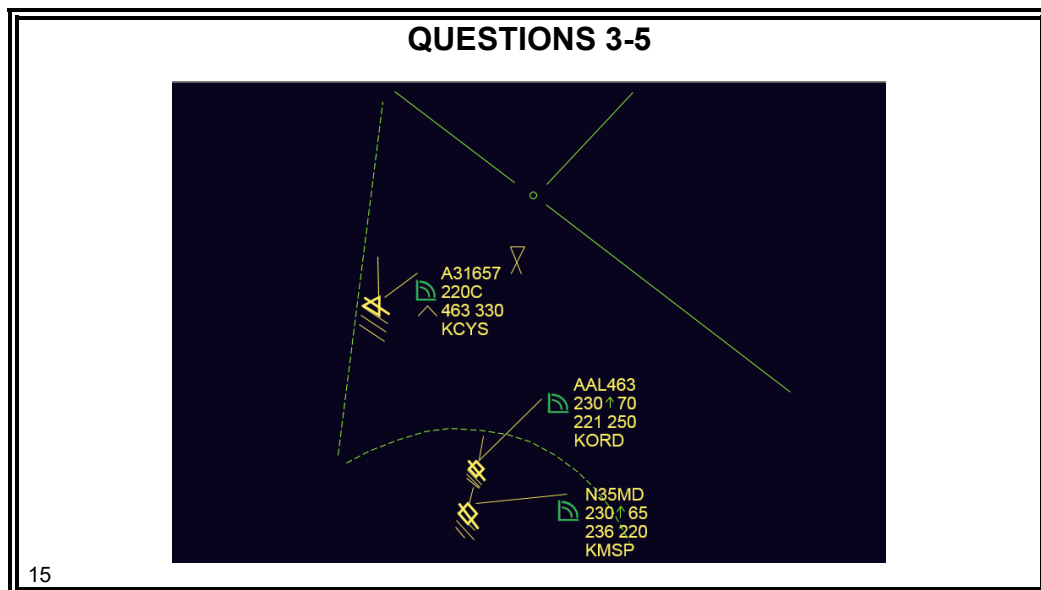 QUESTIONS 3-5
A31657
220C
463 330
KCYS
AAL463
230↑70
221 250
KORD
N35MD
230↑65
236 220
KMSP
15